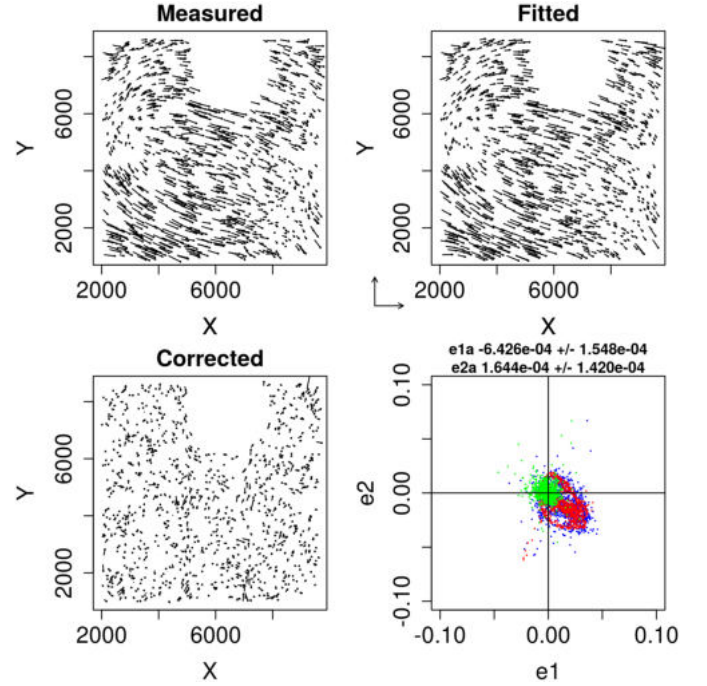 Measured
Y
6000
2000
2000
6000
X
Fitted
Y
6000
2000
2000
6000
X
Corrected
Y
6000
2000
2000
6000
X
e1a -6.426e-04 +/- 1.548e-04
e2a 1.644e-04 +/- 1.420e-04
e2
0.10
0.00
-0.10
-0.10
0.00
0.10
e1